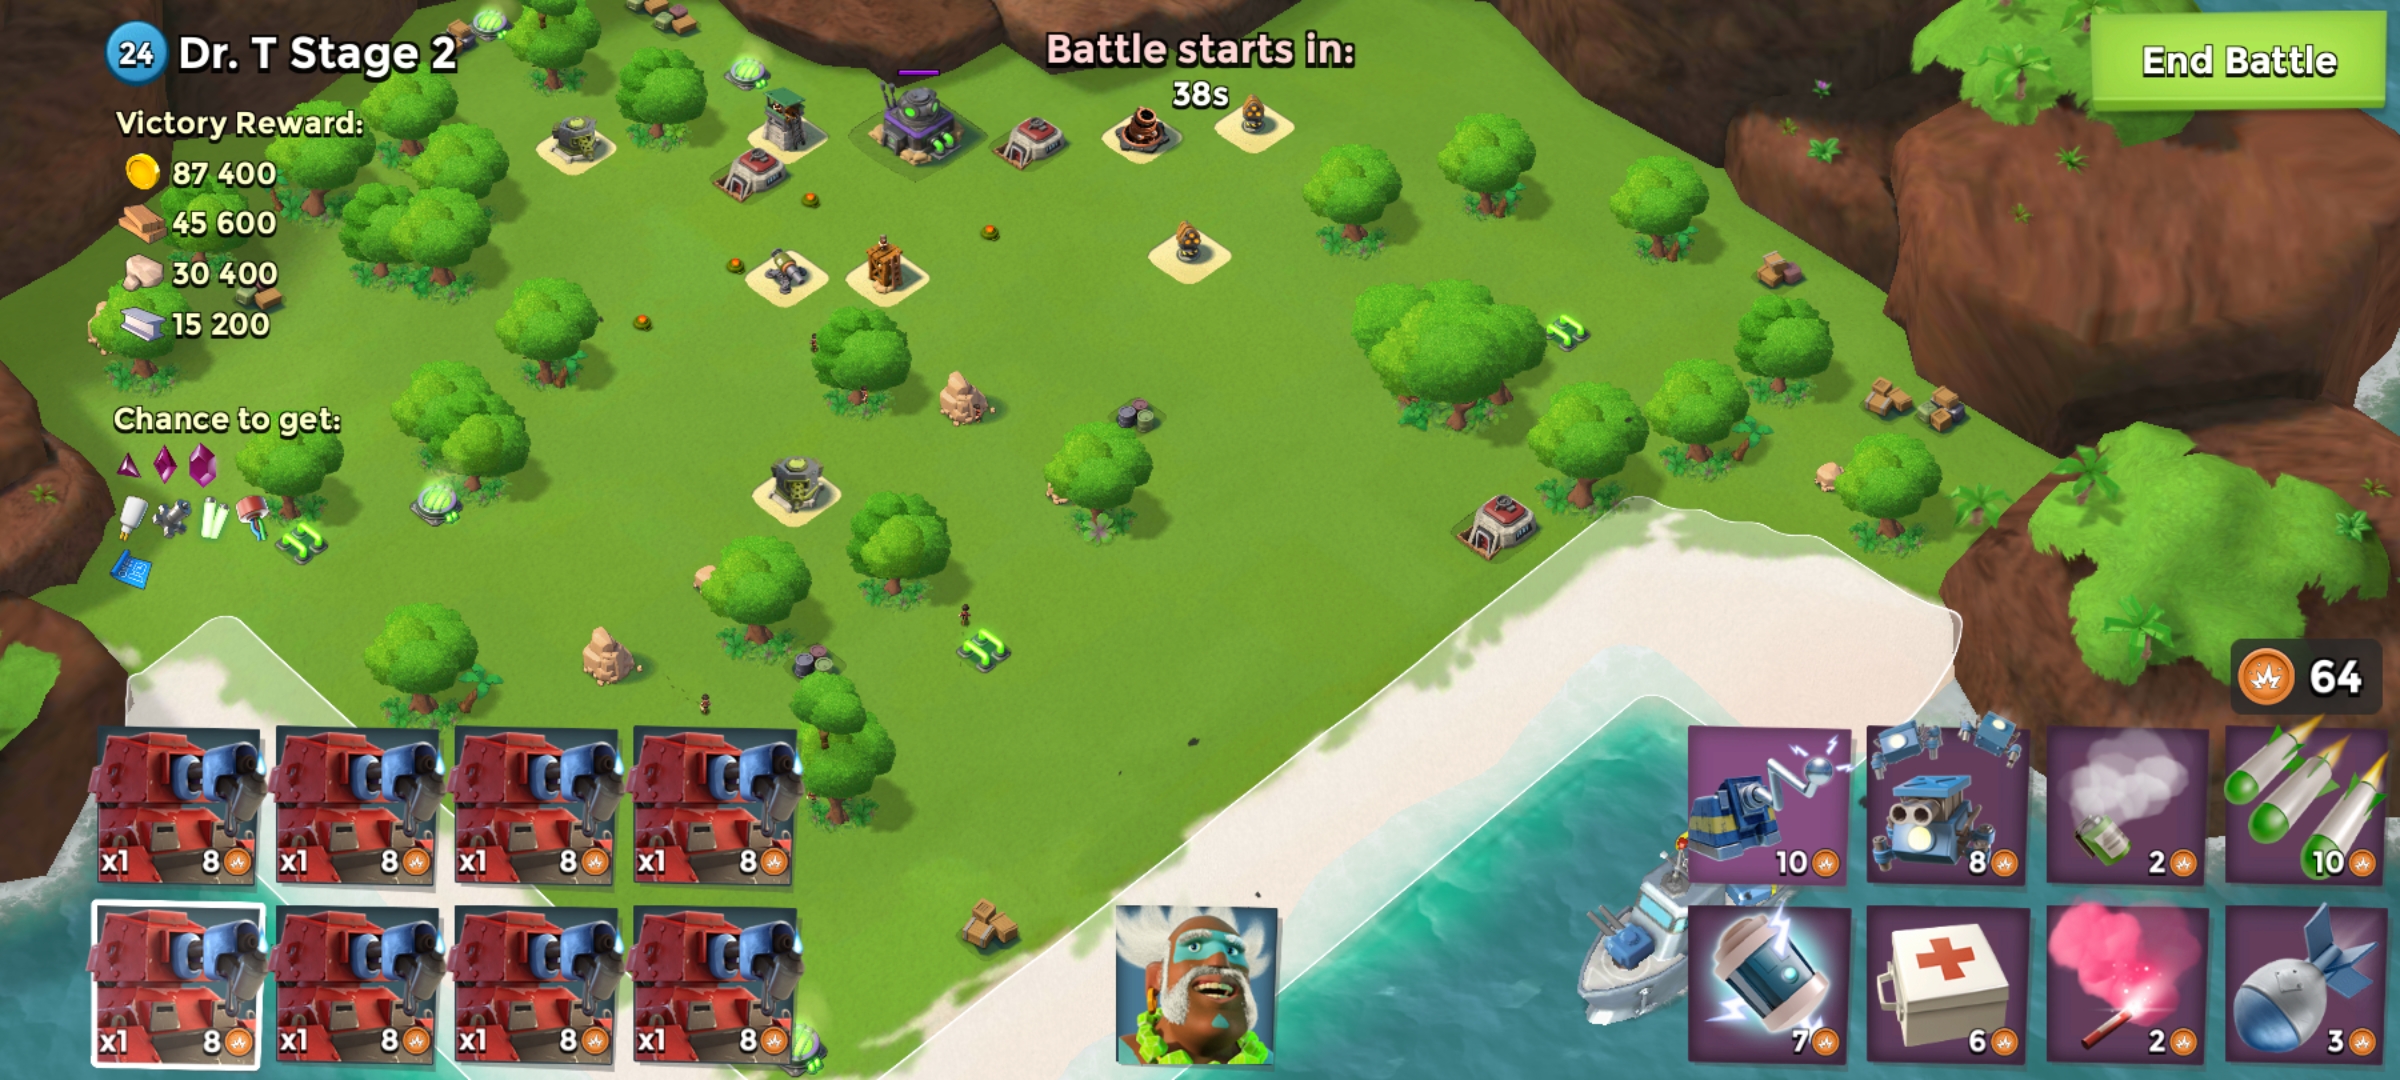 24 Dr. T Stage 2
Battle starts in:
38s
End Battle
Victory Reward:
87 400
45 600
30 400
15 200
Chance to get:
64
x1 8
x1 8
x1 8
x1 8
10
8
2
10
x1 8
x1 8
x1 8
x1 8
7
6
2
3